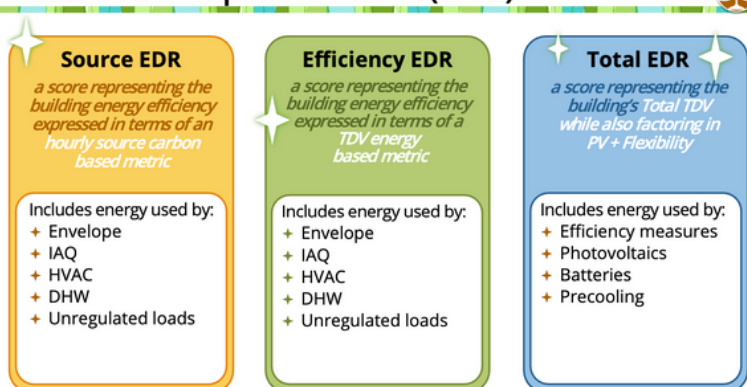 Source EDR
a score representing the
building energy efficiency
expressed in terms of an
hourly source carbon
based metric
Includes energy used by:
Envelope
IAQ
HVAC
DHW
Unregulated loads
Efficiency EDR
a score representing the
building energy efficiency
expressed in terms of a
TDV energy
based metric
Includes energy used by:
Envelope
IAQ
HVAC
DHW
Unregulated loads
Total EDR
a score representing the
building's Total TDV
while also factoring in
PV + Flexibility
Includes energy used by:
Efficiency measures
Photovoltaics
Batteries
Precooling